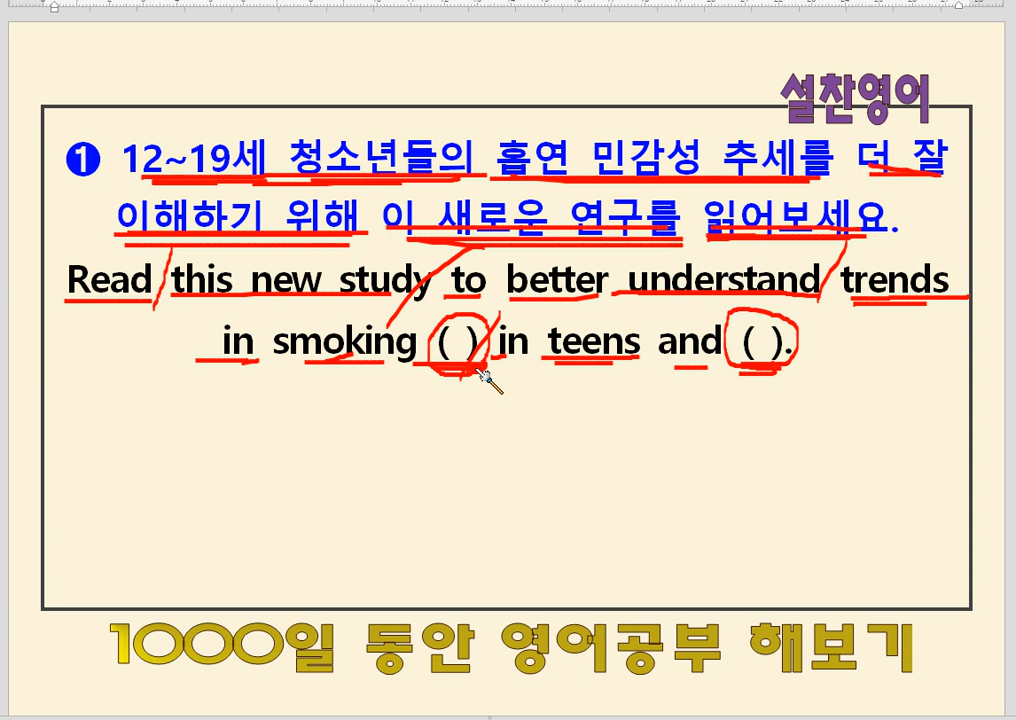 설찬영어
❶ 12~19세 청소년들의 흡연 민감성 추세를 더 잘
이해하기 위해 이 새로운 연구를 읽어보세요.
Read this new study to better understand trends
in smoking ( ) in teens and ( ).
1000일 동안 영어공부 해보기